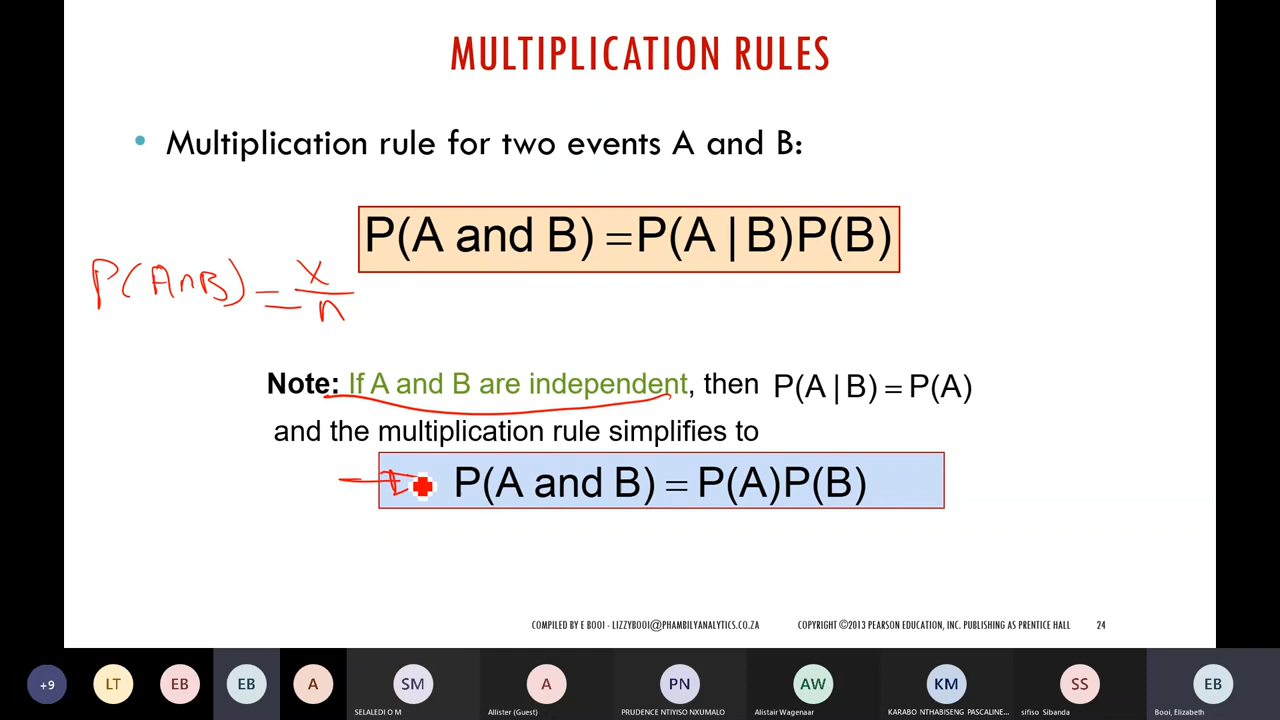 MULTIPLICATION RULES
• Multiplication rule for two events A and B:
P(A and B) = P(A | B)P(B)
P(A∩B) = x/n
Note: If A and B are independent, then P(A | B) = P(A)
and the multiplication rule simplifies to
P(A and B) = P(A)P(B)
COMPILED BY E BOOI - LIZZYBOOI@PHAMBILYANALYTICS.CO.ZA COPYRIGHT ©2013 PEARSON EDUCATION, INC. PUBLISHING AS PRENTICE HALL 24
+9 LT EB EB A SM A PN AW KM SS EB
SELALEDI O M Allister (Guest) PRUDENCE NTIYISO NXUMALO Alistair Wagenaar KARABO NTHABISENG PASCALINE... sifiso Sibanda Booi, Elizabeth